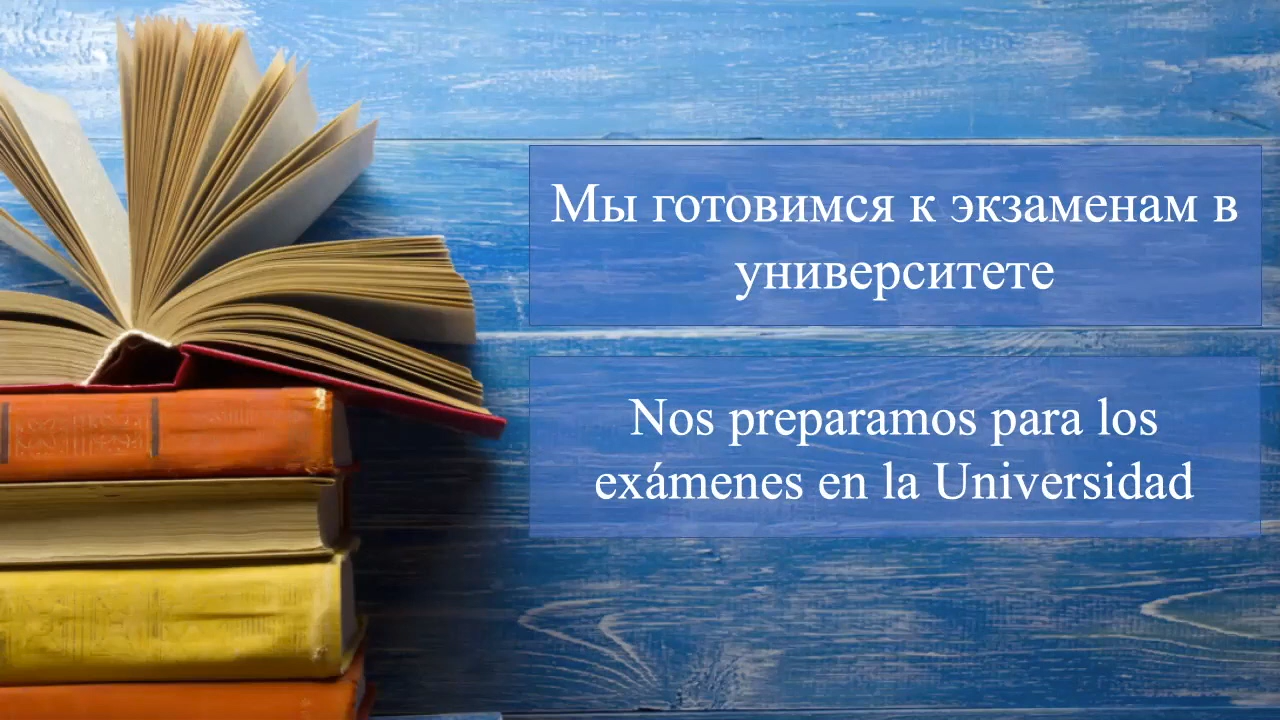 Мы готовимся к экзаменам в
университете
Nos preparamos para los
exámenes en la Universidad